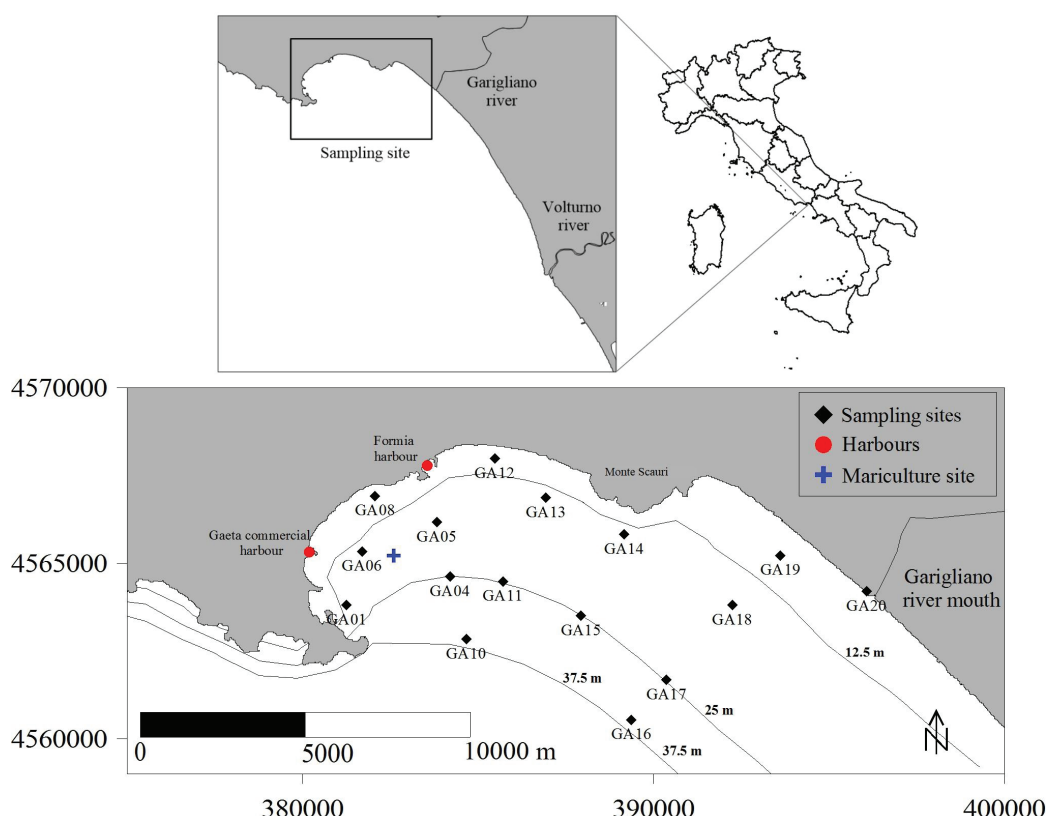 Garigliano
river
Sampling site
Volturno
river
4570000
4565000
4560000
Sampling sites
Harbours
Mariculture site
Formia
harbour
GA12
Monte Scauri
GA08
GA13
GA05
Gaeta commercial
harbour
GA14
GA06
GA19
GA04
GA11
GA20
Garigliano
river mouth
GA01
GA15
GA18
GA10
12.5 m
37.5 m
GA17
25 m
GA16
37.5 m
N
0
5000
10000 m
380000
390000
400000